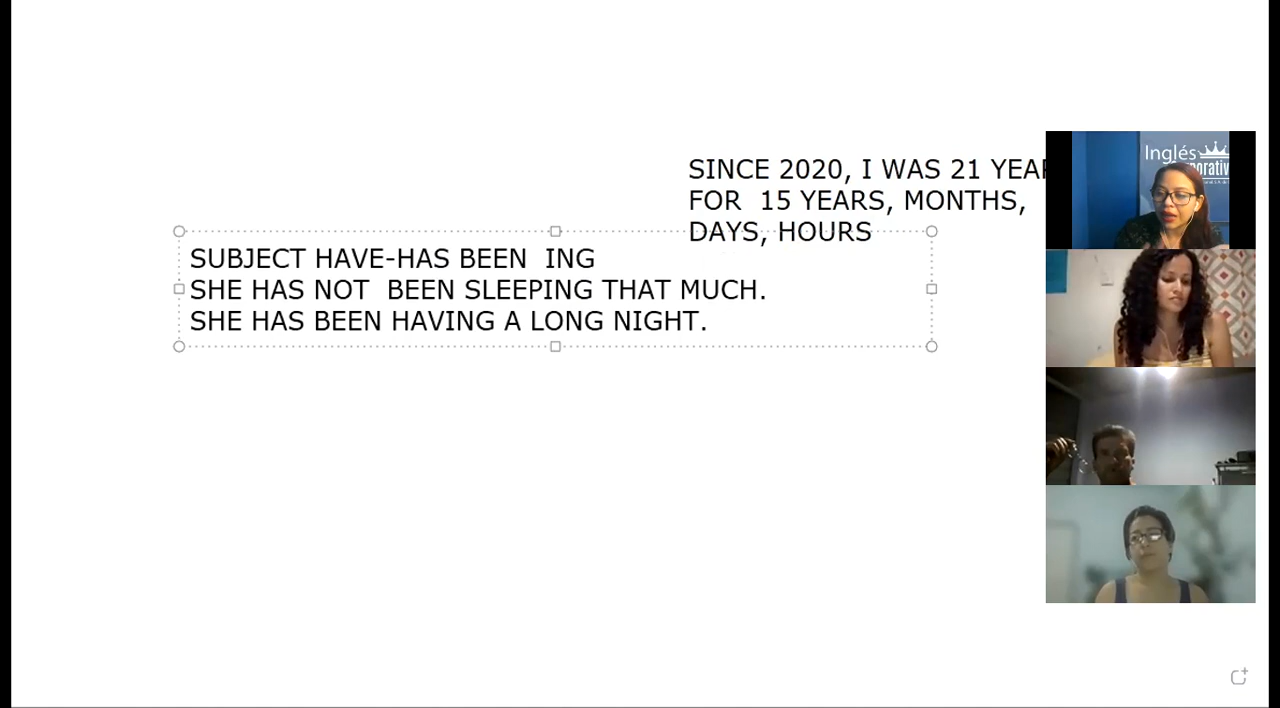 SINCE 2020, I WAS 21 YEA
FOR  15 YEARS, MONTHS,
DAYS, HOURS
SUBJECT HAVE-HAS BEEN  ING
SHE HAS NOT  BEEN SLEEPING THAT MUCH.
SHE HAS BEEN HAVING A LONG NIGHT.
Inglés